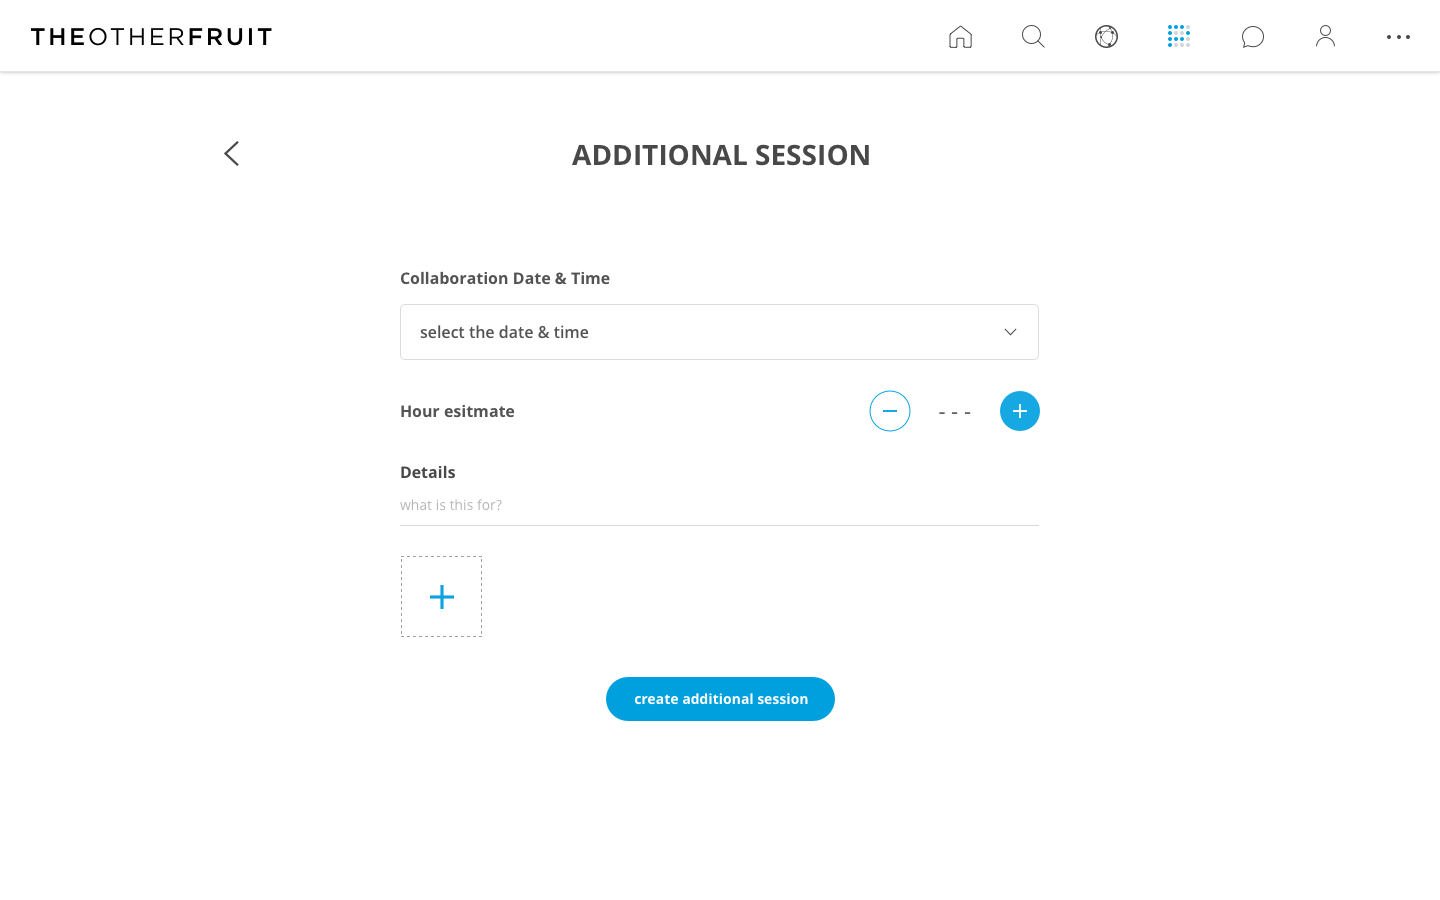 THEOTHERFRUIT
ADDITIONAL SESSION
Collaboration Date & Time
select the date & time
Hour esitmate
- - -
Details
what is this for?
create additional session